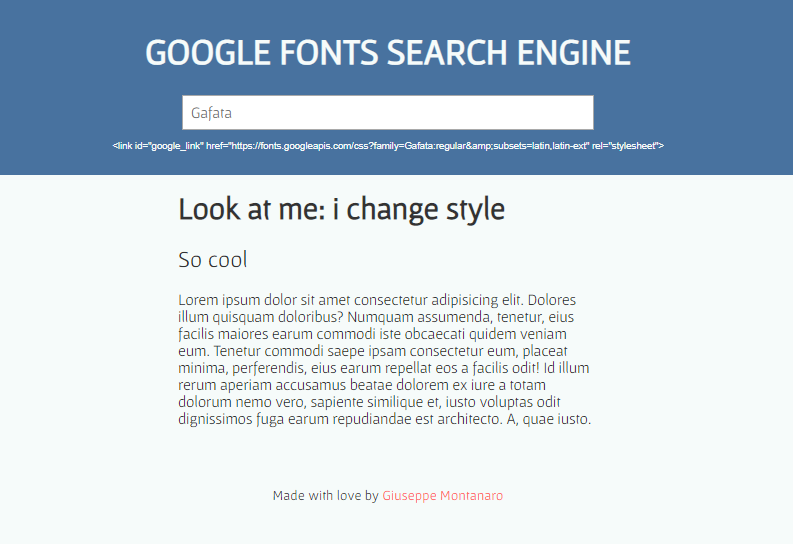 GOOGLE FONTS SEARCH ENGINE
Gafata
<link id="google_link" href="https://fonts.googleapis.com/css?family=Gafata:regular&amp;subsets=latin,latin-ext" rel="stylesheet">
Look at me: i change style
So cool
Lorem ipsum dolor sit amet consectetur adipisicing elit. Dolores
illum quisquam doloribus? Numquam assumenda, tenetur, eius
facilis maiores earum commodi iste obcaecati quidem veniam
eum. Tenetur commodi saepe ipsam consectetur eum, placeat
minima, perferendis, eius earum repellat eos a facilis odit! Id illum
rerum aperiam accusamus beatae dolorem ex iure a totam
dolorum nemo vero, sapiente similique et, iusto voluptas odit
dignissimos fuga earum repudiandae est architecto. A, quae iusto.
Made with love by Giuseppe Montanaro